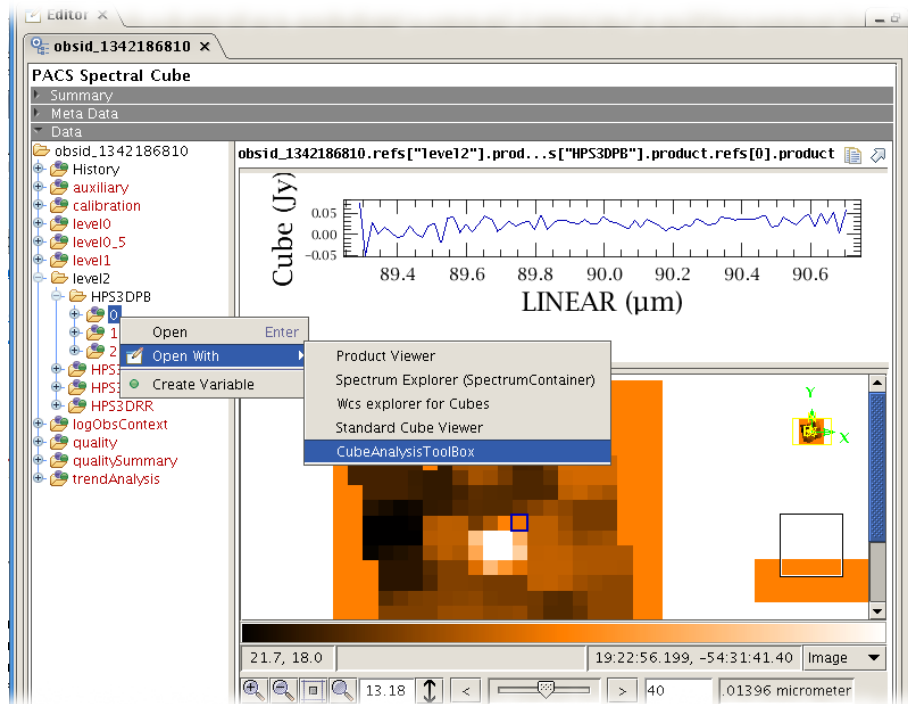 Editor
obsid_1342186810
PACS Spectral Cube
Summary
Meta Data
Data
obsid_1342186810
History
auxiliary
calibration
level0
level0_5
level1
level2
HPS3DPB
0
1
2
HPS3DRR
logObsContext
quality
qualitySummary
trendAnalysis
Open Enter
Open With
Create Variable
Product Viewer
Spectrum Explorer (SpectrumContainer)
Wcs explorer for Cubes
Standard Cube Viewer
CubeAnalysisToolBox
obsid_1342186810.refs["level2"].prod...s["HPS3DPB"].product.refs[0].product
Cube (Jy)
0.05
0.00
-0.05
89.4 89.6 89.8 90.0 90.2 90.4 90.6
LINEAR (µm)
Y
X
21.7, 18.0 19:22:56.199, -54:31:41.40 Image
13.18 < > 40 .01396 micrometer